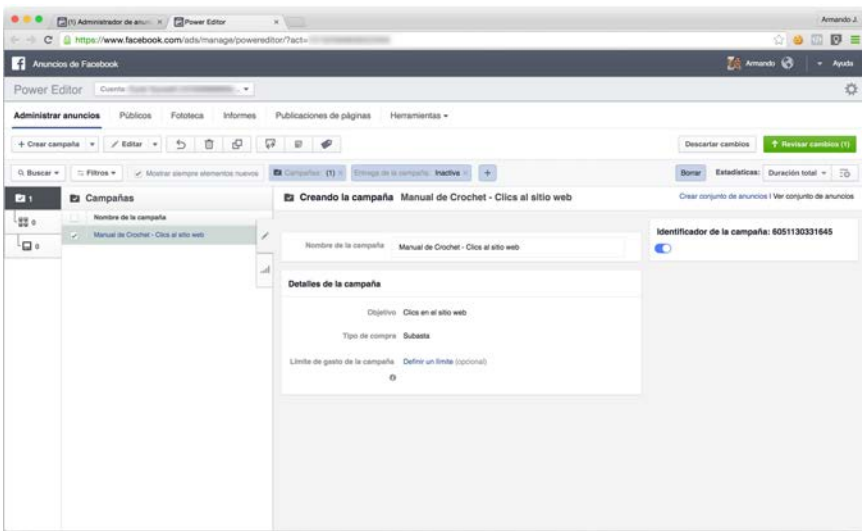 (1) Administrador de anun Power Editor Armando J.
https://www.facebook.com/ads/manage/powereditor/?act=
Anuncios de Facebook Armando Ayuda
Power Editor Cuenta:
Administrar anuncios Públicos Fototeca Informes Publicaciones de páginas Herramientas
+ Crear campaña Editar Descartar cambios Revisar cambios (1)
Buscar Filtros Mostrar siempre elementos nuevos Campañas: (1) × Entrega de la campaña: Inactiva × + Borrar Estadísticas: Duración total
1 Campañas Creando la campaña Manual de Crochet - Clics al sitio web Crear conjunto de anuncios I Ver conjunto de anuncios
0 Nombre de la campaña
0 Manual de Crochet - Clics al sitio web
Nombre de la campaña Manual de Crochet - Clics al sitio web
Identificador de la campaña: 6051130331645
Detalles de la campaña
Objetivo Clics en el sitio web
Tipo de compra Subasta
Límite de gasto de la campaña Definir un límite (opcional)